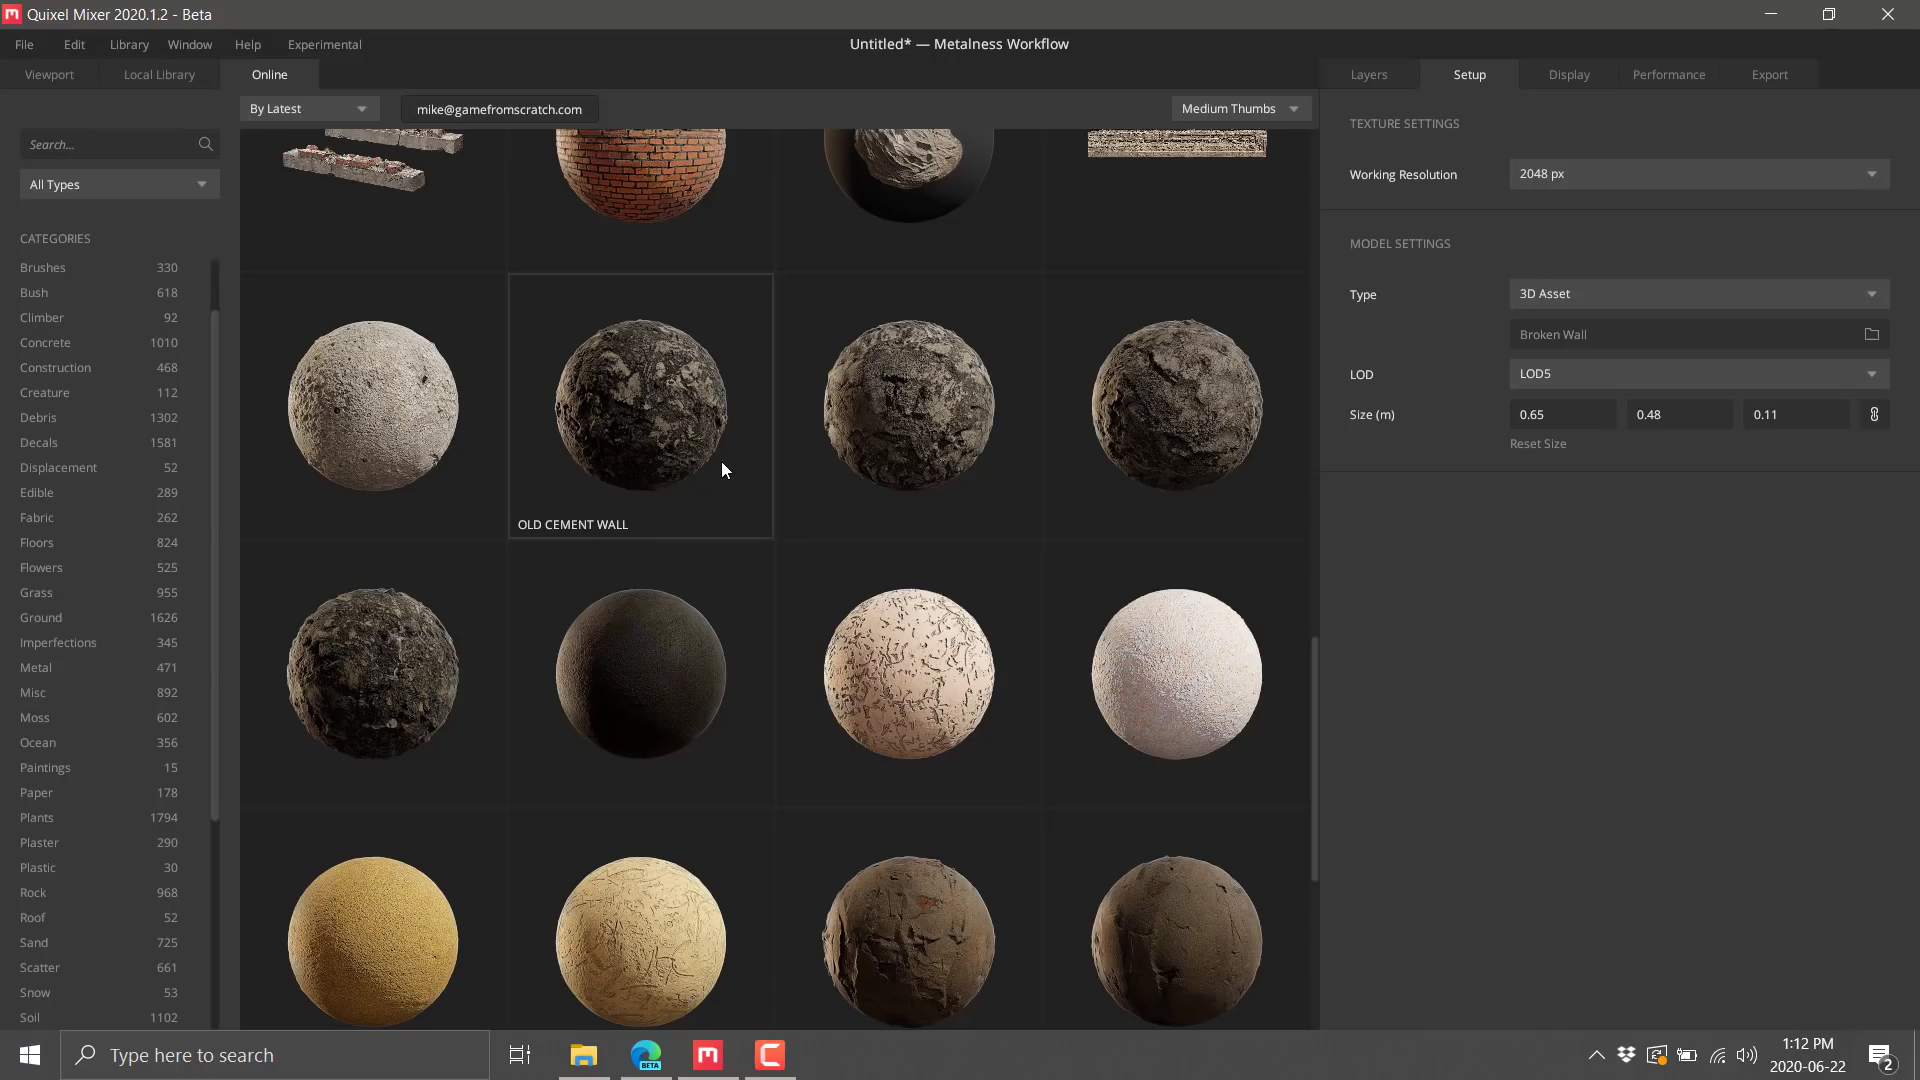 Quixel Mixer 2020.1.2 - Beta
File Edit Library Window Help Experimental
Untitled* — Metalness Workflow
Viewport Local Library Online
Layers Setup Display Performance Export
By Latest
mike@gamefromscratch.com
Medium Thumbs
Search...
All Types
CATEGORIES
Brushes 330
Bush 618
Climber 92
Concrete 1010
Construction 468
Creature 112
Debris 1302
Decals 1581
Displacement 52
Edible 289
Fabric 262
Floors 824
Flowers 525
Grass 955
Ground 1626
Imperfections 345
Metal 471
Misc 892
Moss 602
Ocean 356
Paintings 15
Paper 178
Plants 1794
Plaster 290
Plastic 30
Rock 968
Roof 52
Sand 725
Scatter 661
Snow 53
Soil 1102
OLD CEMENT WALL
TEXTURE SETTINGS
Working Resolution 2048 px
MODEL SETTINGS
Type 3D Asset
Broken Wall
LOD LOD5
Size (m) 0.65 0.48 0.11
Reset Size
Type here to search
BETA
1:12 PM
2020-06-22
2